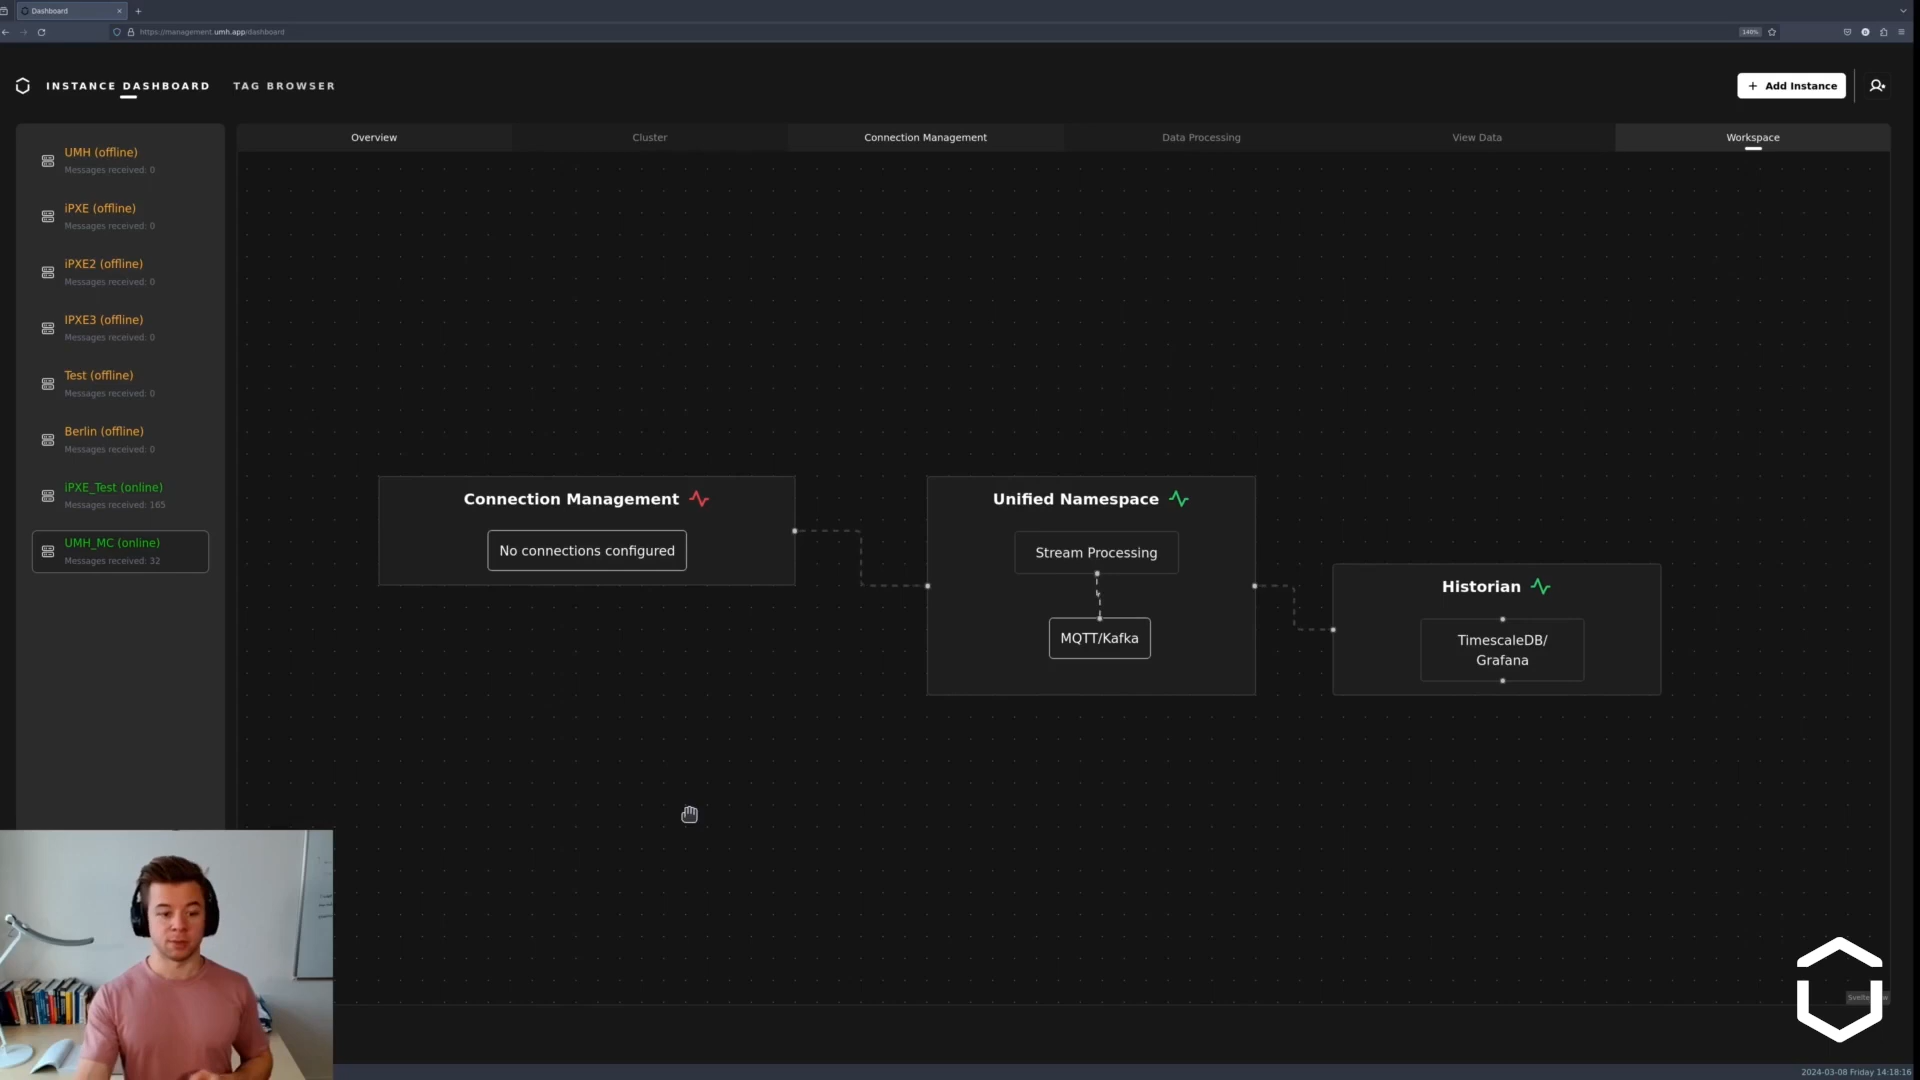 Dashboard
https://management.umh.app/dashboard
140%
INSTANCE DASHBOARD
TAG BROWSER
+ Add Instance
Overview
Cluster
Connection Management
Data Processing
View Data
Workspace
UMH (offline)
Messages received: 0
iPXE (offline)
Messages received: 0
iPXE2 (offline)
Messages received: 0
IPXE3 (offline)
Messages received: 0
Test (offline)
Messages received: 0
Berlin (offline)
Messages received: 0
iPXE_Test (online)
Messages received: 165
UMH_MC (online)
Messages received: 32
Connection Management
No connections configured
Unified Namespace
Stream Processing
MQTT/Kafka
Historian
TimescaleDB/
Grafana
2024-03-08 Friday 14:18:16